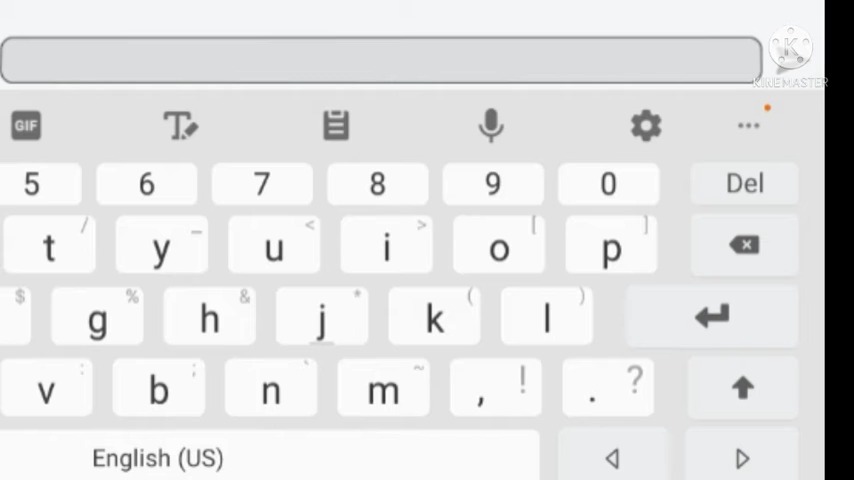 K
KINEMASTER
GIF T ...
5 6 7 8 9 0 Del
t / y _ u < i > o [ p ]
$ g % h & j * k ( l )
v : b ; n ` m ~ , ! . ?
English (US)